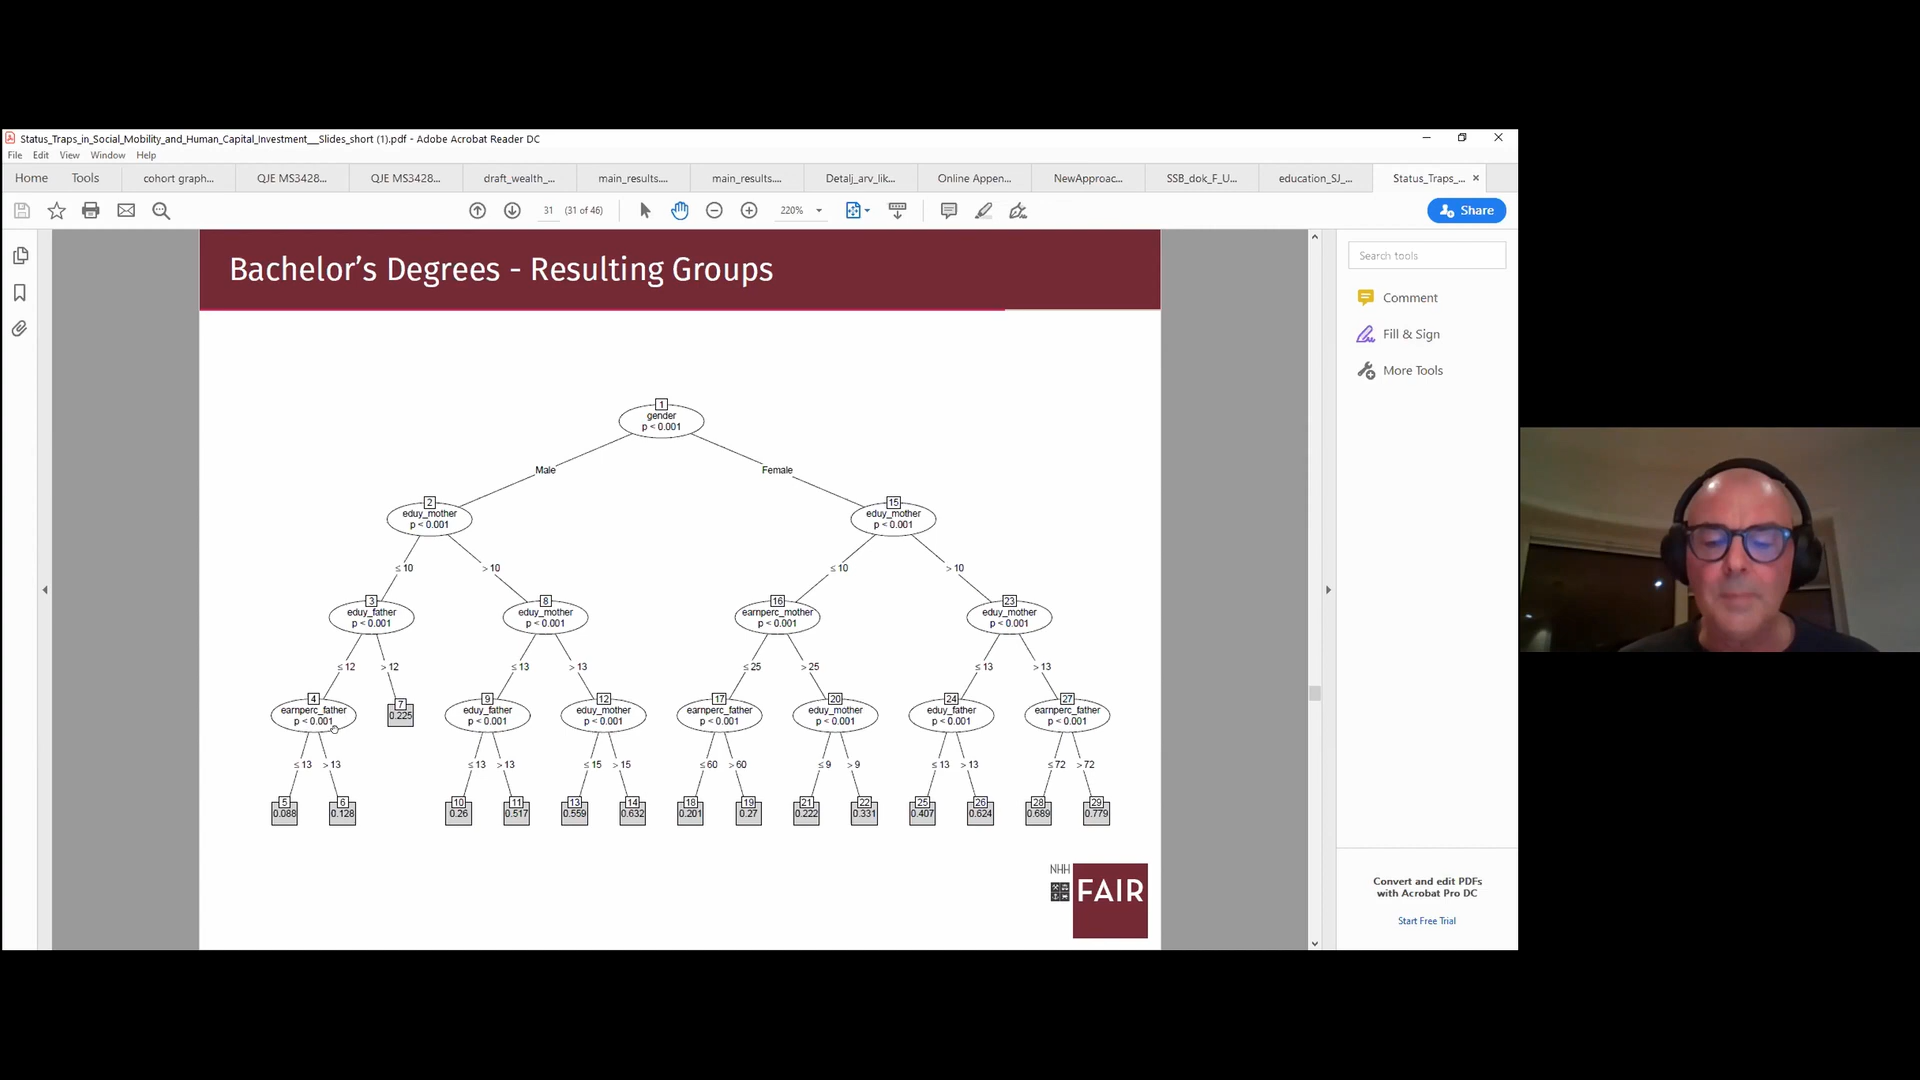 Status_Traps_in_Social_Mobility_and_Human_Capital_Investment__Slides_short (1).pdf - Adobe Acrobat Reader DC
File Edit View Window Help
Home Tools cohort graph... QJE MS3428... QJE MS3428... draft_wealth_... main_results.... main_results.... Detalj_arv_lik... Online Appen... NewApproac... SSB_dok_F_U... education_SJ_... Status_Traps_... ×
31 (31 of 46) 220% Share
Bachelor's Degrees - Resulting Groups
Search tools
Comment
Fill & Sign
More Tools
1
gender
p < 0.001
Male Female
2 15
eduy_mother eduy_mother
p < 0.001 p < 0.001
≤ 10 > 10 ≤ 10 > 10
3 8 16 23
eduy_father eduy_mother earnperc_mother eduy_mother
p < 0.001 p < 0.001 p < 0.001 p < 0.001
≤ 12 > 12 ≤ 13 > 13 ≤ 25 > 25 ≤ 13 > 13
4 7 9 12 17 20 24 27
earnperc_father 0.225 eduy_father eduy_mother earnperc_father eduy_mother eduy_father earnperc_father
p < 0.001 p < 0.001 p < 0.001 p < 0.001 p < 0.001 p < 0.001 p < 0.001
≤ 13 > 13 ≤ 13 > 13 ≤ 15 > 15 ≤ 60 > 60 ≤ 9 > 9 ≤ 13 > 13 ≤ 72 > 72
5 6 10 11 13 14 18 19 21 22 25 26 28 29
0.088 0.128 0.26 0.517 0.559 0.632 0.201 0.27 0.222 0.331 0.407 0.624 0.689 0.779
NHH
FAIR
Convert and edit PDFs
with Acrobat Pro DC
Start Free Trial